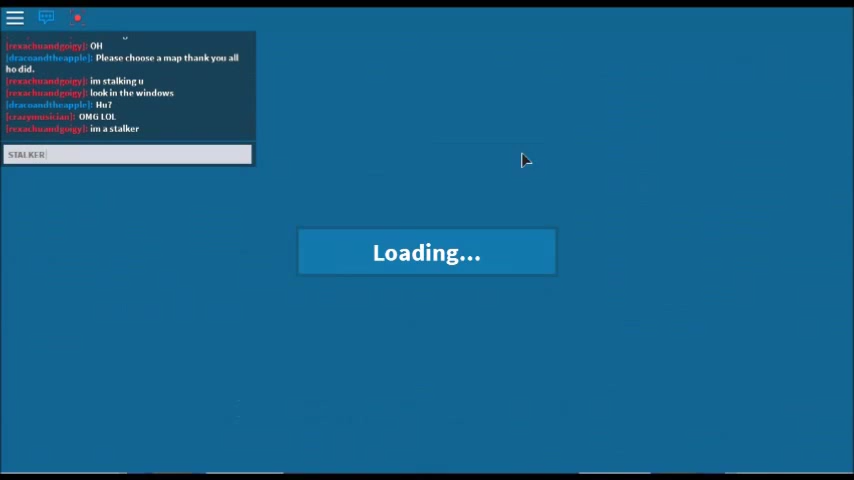 [rexachuandgoigy]: OH
[dracoandtheapple]: Please choose a map thank you all
ho did.
[rexachuandgoigy]: im stalking u
[rexachuandgoigy]: look in the windows
[dracoandtheapple]: Hu?
[crazymusician]: OMG LOL
[rexachuandgoigy]: im a stalker
STALKER
Loading...